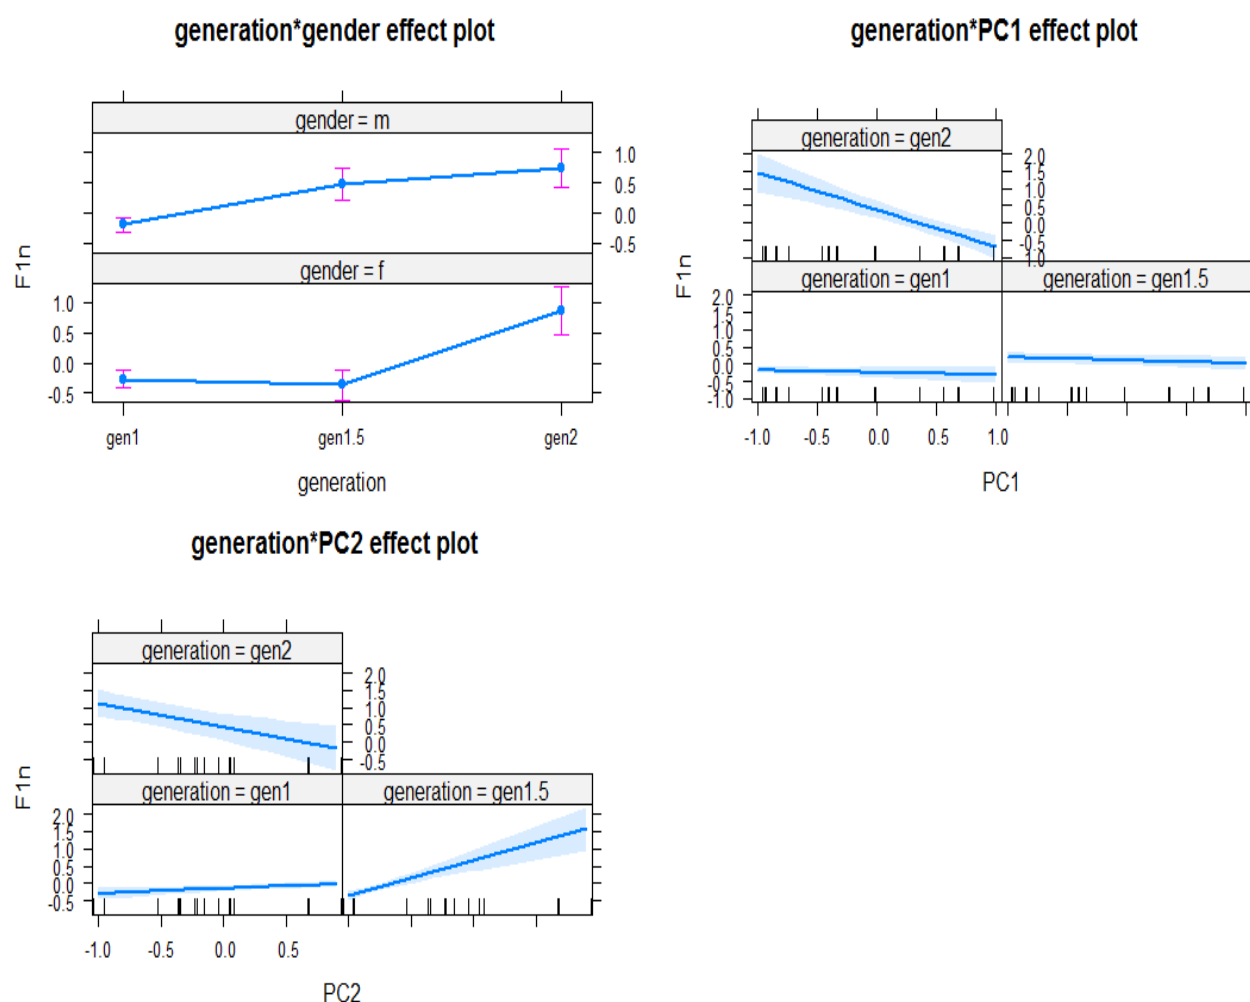 generation*gender effect plot
gender = m
1.0
0.5
0.0
-0.5
gender = f
1.0
0.5
0.0
-0.5
F1n
gen1 gen1.5 gen2
generation
generation*PC1 effect plot
generation = gen2
2.0
1.5
1.0
0.5
0.0
-0.5
-1.0
generation = gen1 generation = gen1.5
2.0
1.5
1.0
0.5
0.0
-0.5
-1.0
F1n
-1.0 -0.5 0.0 0.5 1.0
PC1
generation*PC2 effect plot
generation = gen2
2.0
1.5
1.0
0.5
0.0
-0.5
generation = gen1 generation = gen1.5
2.0
1.5
1.0
0.5
0.0
-0.5
F1n
-1.0 -0.5 0.0 0.5
PC2